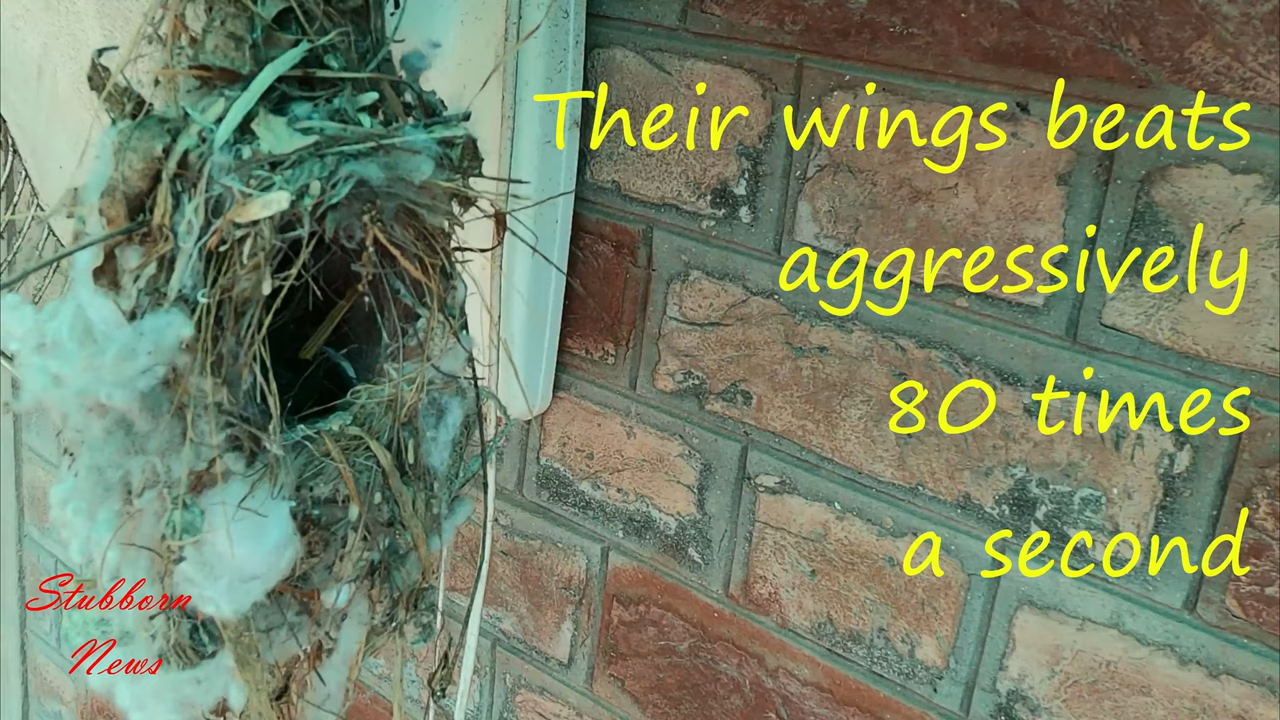 Their wings beats
aggressively
80 times
a second
Stubborn
News